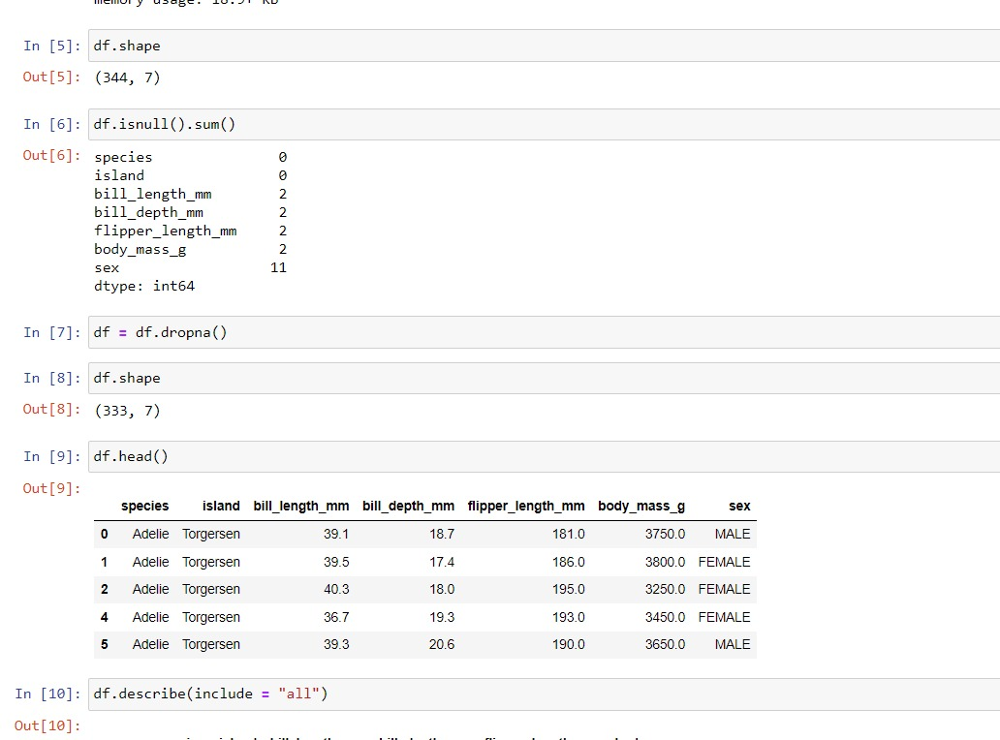 In [5]: df.shape
Out[5]: (344, 7)
In [6]: df.isnull().sum()
Out[6]: species 0
island 0
bill_length_mm 2
bill_depth_mm 2
flipper_length_mm 2
body_mass_g 2
sex 11
dtype: int64
In [7]: df = df.dropna()
In [8]: df.shape
Out[8]: (333, 7)
In [9]: df.head()
Out[9]:
species island bill_length_mm bill_depth_mm flipper_length_mm body_mass_g sex
0 Adelie Torgersen 39.1 18.7 181.0 3750.0 MALE
1 Adelie Torgersen 39.5 17.4 186.0 3800.0 FEMALE
2 Adelie Torgersen 40.3 18.0 195.0 3250.0 FEMALE
4 Adelie Torgersen 36.7 19.3 193.0 3450.0 FEMALE
5 Adelie Torgersen 39.3 20.6 190.0 3650.0 MALE
In [10]: df.describe(include = "all")
Out[10]: